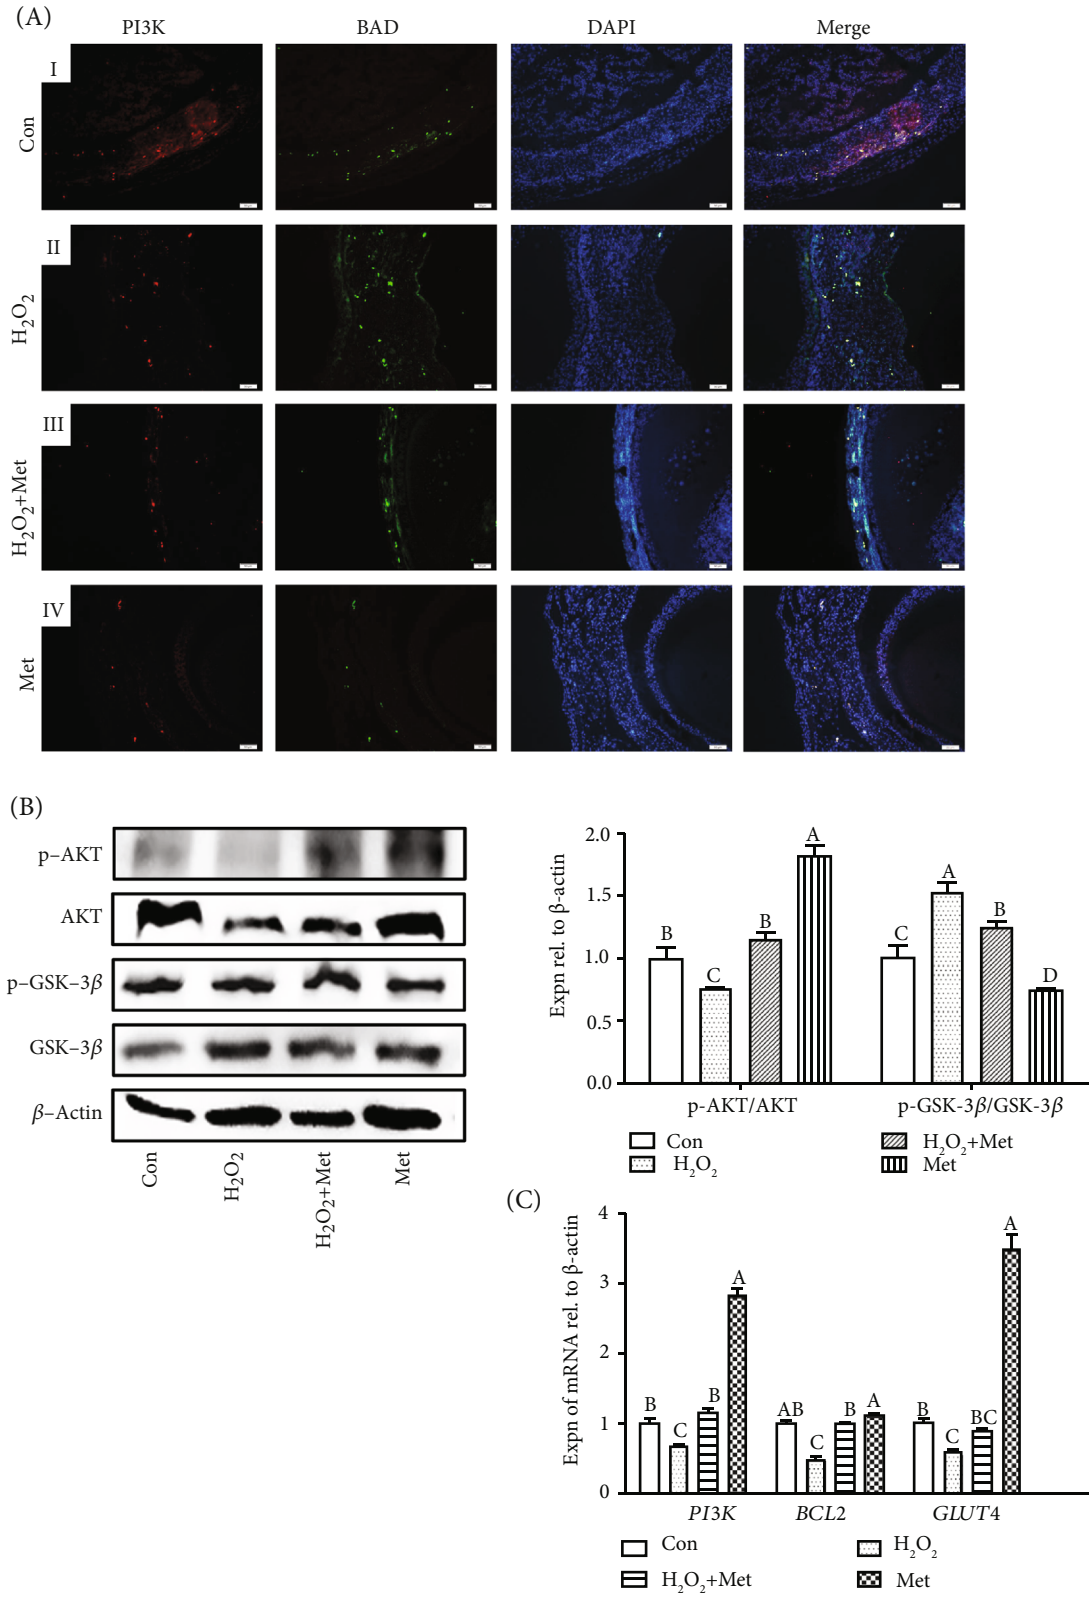 (A)
PI3K BAD DAPI Merge
I
Con
II
H₂O₂
III
H₂O₂+Met
IV
Met
(B)
p–AKT
AKT
p–GSK–3β
GSK–3β
β–Actin
Con H₂O₂ H₂O₂+Met Met
Expn rel. to β-actin
2.0
1.5
1.0
0.5
0.0
B C B A
C A B D
p-AKT/AKT p-GSK-3β/GSK-3β
Con H₂O₂+Met
H₂O₂ Met
(C)
Expn of mRNA rel. to β-actin
4
3
2
1
0
B C B A
AB C B A
B C BC A
PI3K BCL2 GLUT4
Con H₂O₂
H₂O₂+Met Met